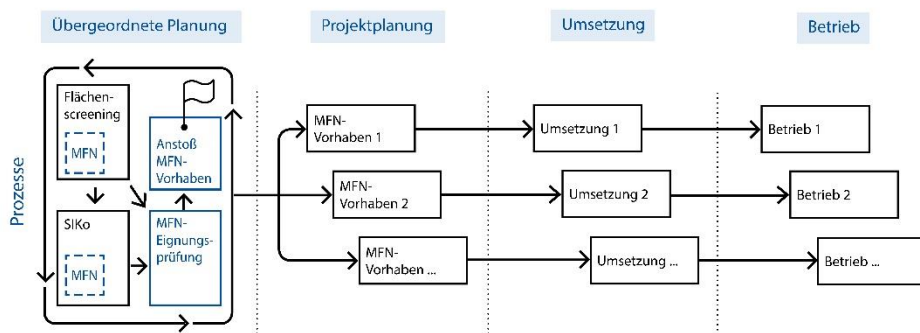 Übergeordnete Planung
Projektplanung
Umsetzung
Betrieb
Prozesse
Flächen-
screening
MFN
Anstoß
MFN-
Vorhaben
SIKo
MFN
MFN-
Eignungs-
prüfung
MFN-
Vorhaben 1
Umsetzung 1
Betrieb 1
MFN-
Vorhaben 2
Umsetzung 2
Betrieb 2
MFN-
Vorhaben ...
Umsetzung ...
Betrieb ...